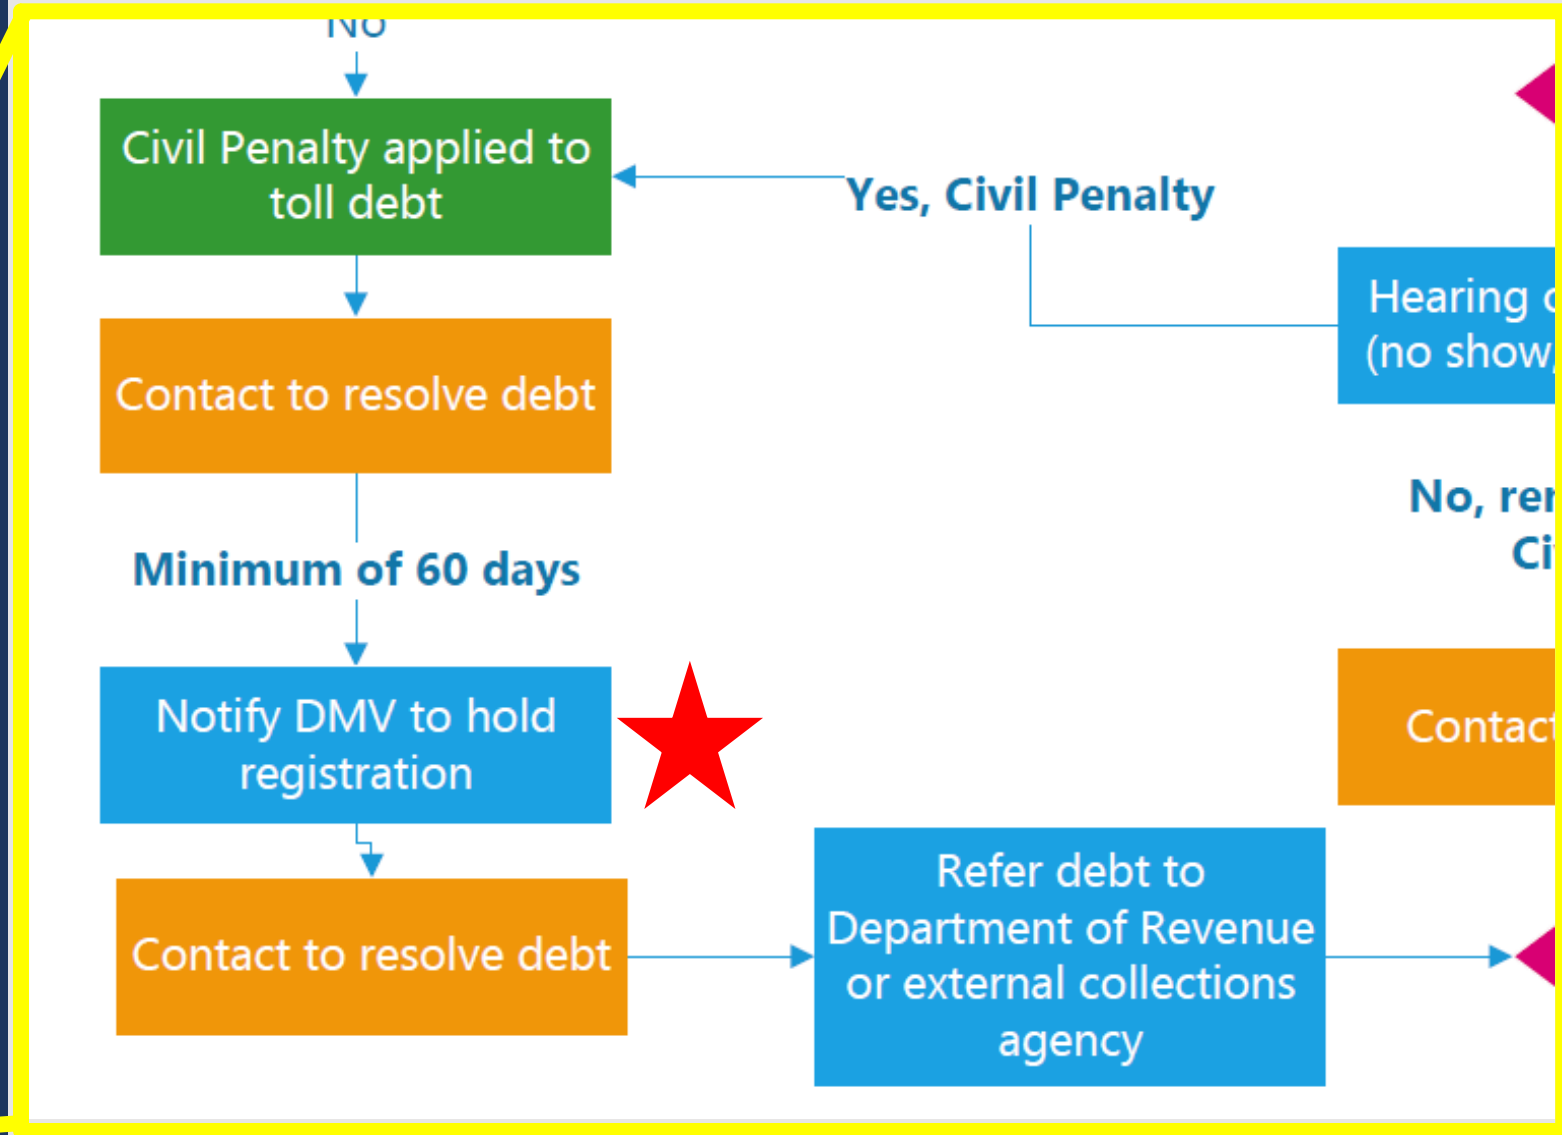 No
Civil Penalty applied to
toll debt
Yes, Civil Penalty
Hearing
(no show,
Contact to resolve debt
No,
Minimum of 60 days
Notify DMV to hold
registration
Contact
Refer debt to
Department of Revenue
or external collections
agency
Contact to resolve debt